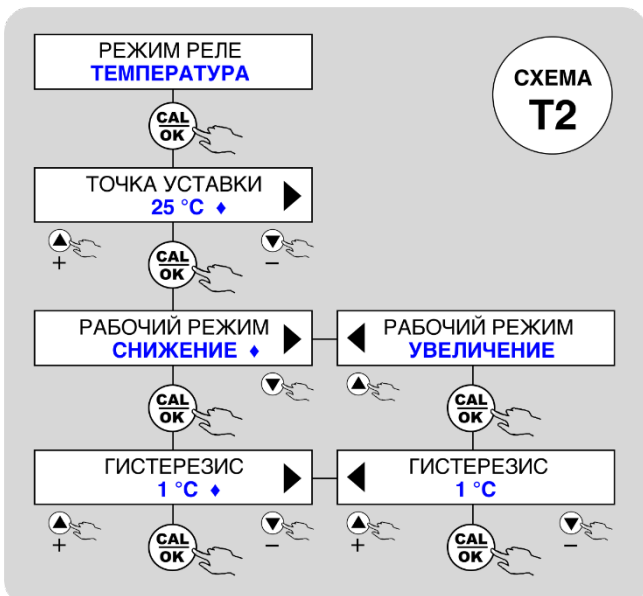 РЕЖИМ РЕЛЕ
ТЕМПЕРАТУРА
СХЕМА
T2
CAL
OK
ТОЧКА УСТАВКИ
25 °C ♦
+
CAL
OK
–
РАБОЧИЙ РЕЖИМ
СНИЖЕНИЕ ♦
РАБОЧИЙ РЕЖИМ
УВЕЛИЧЕНИЕ
CAL
OK
CAL
OK
ГИСТЕРЕЗИС
1 °C ♦
ГИСТЕРЕЗИС
1 °C
+
CAL
OK
–
+
CAL
OK
–